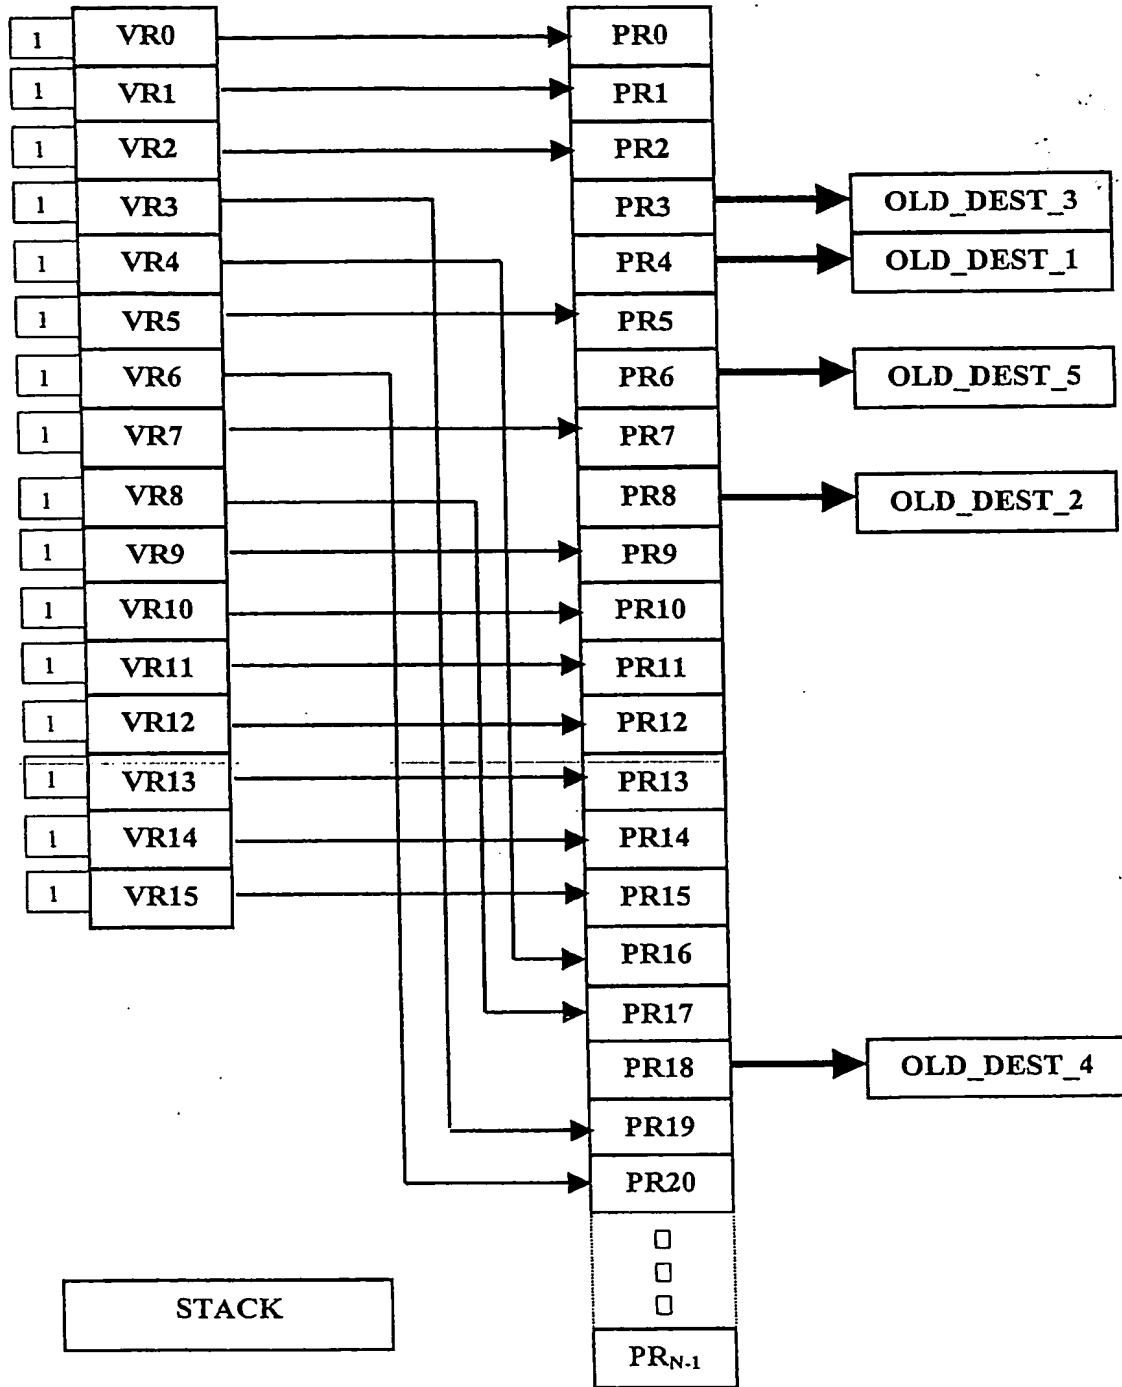 1 VR0 PR0
1 VR1 PR1
1 VR2 PR2
1 VR3 PR3 OLD_DEST_3
1 VR4 PR4 OLD_DEST_1
1 VR5 PR5
1 VR6 PR6 OLD_DEST_5
1 VR7 PR7
1 VR8 PR8 OLD_DEST_2
1 VR9 PR9
1 VR10 PR10
1 VR11 PR11
1 VR12 PR12
1 VR13 PR13
1 VR14 PR14
1 VR15 PR15
PR16
PR17
PR18 OLD_DEST_4
PR19
PR20
STACK
PRN-1